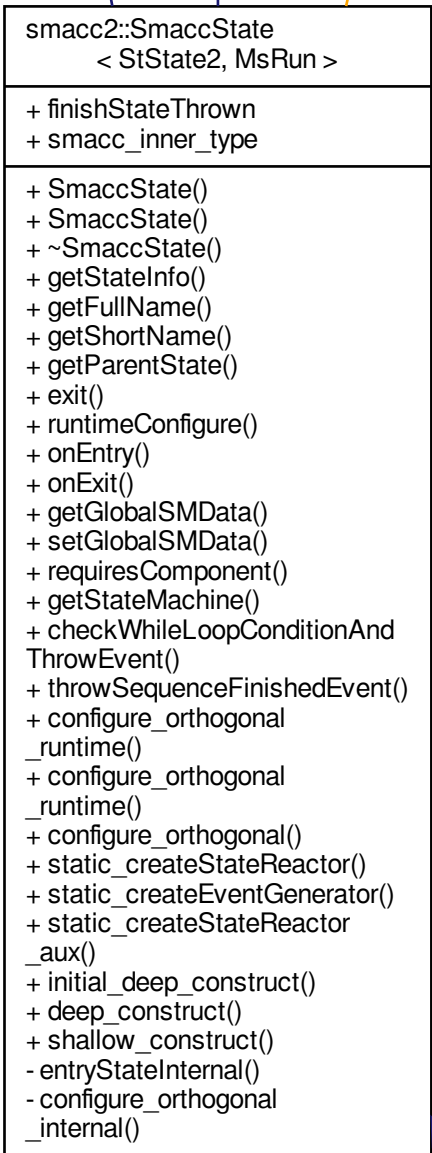 smacc2::SmaccState
< StState2, MsRun >
+ finishStateThrown
+ smacc_inner_type
+ SmaccState()
+ SmaccState()
+ ~SmaccState()
+ getStateInfo()
+ getFullName()
+ getShortName()
+ getParentState()
+ exit()
+ runtimeConfigure()
+ onEntry()
+ onExit()
+ getGlobalSMData()
+ setGlobalSMData()
+ requiresComponent()
+ getStateMachine()
+ checkWhileLoopConditionAnd
ThrowEvent()
+ throwSequenceFinishedEvent()
+ configure_orthogonal
_runtime()
+ configure_orthogonal
_runtime()
+ configure_orthogonal()
+ static_createStateReactor()
+ static_createEventGenerator()
+ static_createStateReactor
_aux()
+ initial_deep_construct()
+ deep_construct()
+ shallow_construct()
- entryStateInternal()
- configure_orthogonal
_internal()